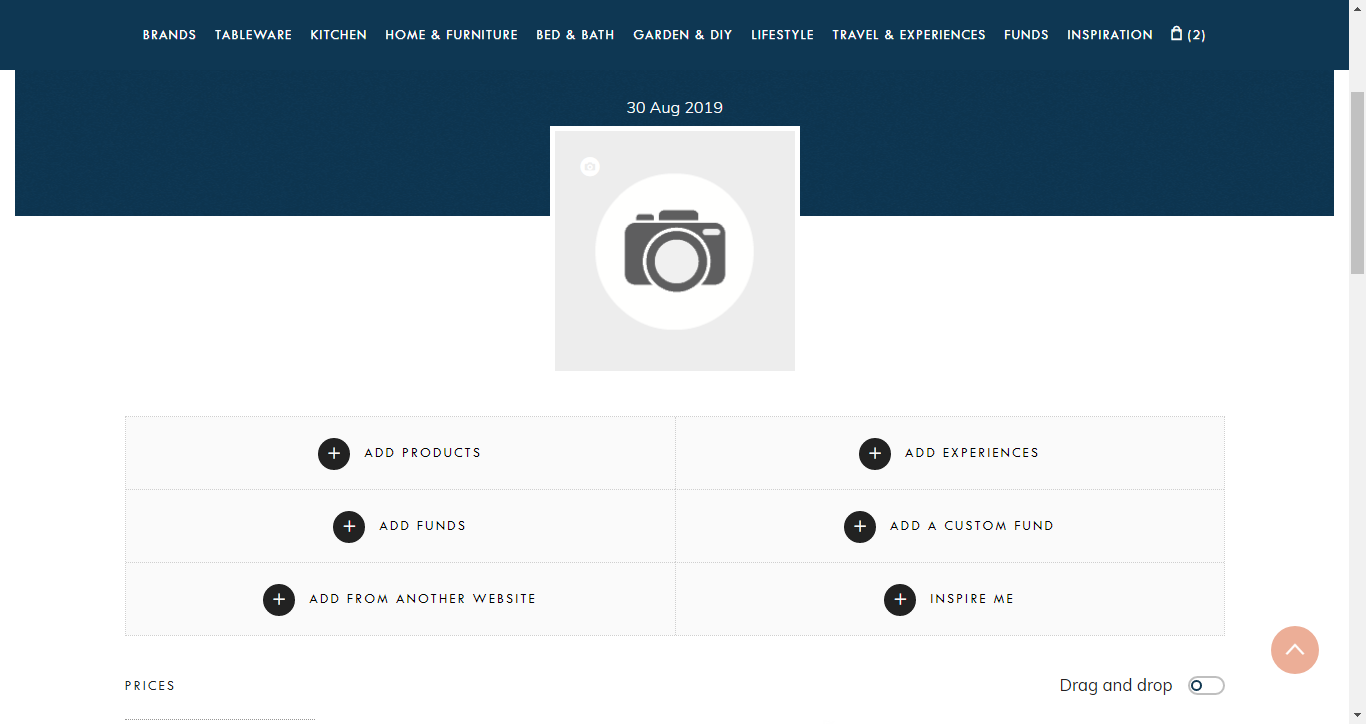 BRANDS TABLEWARE KITCHEN HOME & FURNITURE BED & BATH GARDEN & DIY LIFESTYLE TRAVEL & EXPERIENCES FUNDS INSPIRATION (2)
30 Aug 2019
ADD PRODUCTS
ADD EXPERIENCES
ADD FUNDS
ADD A CUSTOM FUND
ADD FROM ANOTHER WEBSITE
INSPIRE ME
PRICES
Drag and drop